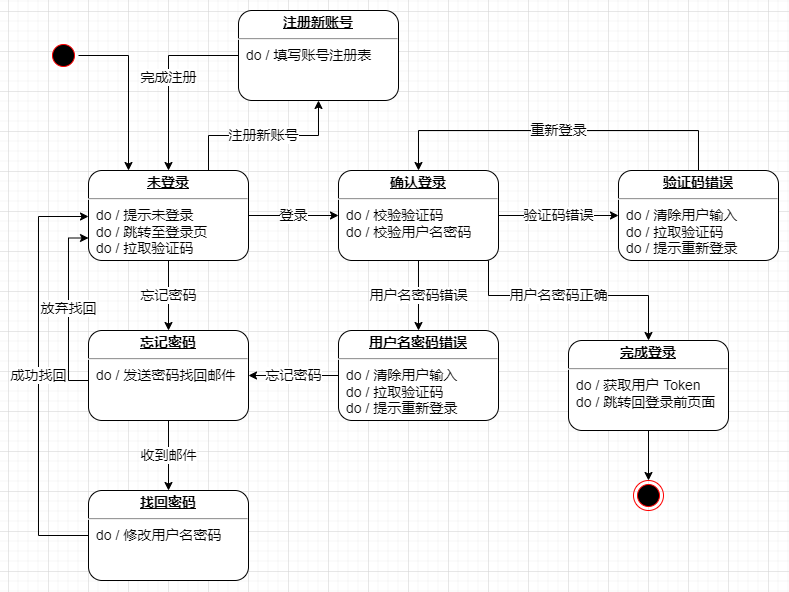 注册新账号
do / 填写账号注册表
完成注册
注册新账号
重新登录
未登录
do / 提示未登录
do / 跳转至登录页
do / 拉取验证码
登录
确认登录
do / 校验验证码
do / 校验用户名密码
验证码错误
验证码错误
do / 清除用户输入
do / 拉取验证码
do / 提示重新登录
忘记密码
用户名密码错误
用户名密码正确
放弃找回
忘记密码
do / 发送密码找回邮件
忘记密码
用户名密码错误
do / 清除用户输入
do / 拉取验证码
do / 提示重新登录
完成登录
do / 获取用户 Token
do / 跳转回登录前页面
成功找回
收到邮件
找回密码
do / 修改用户名密码